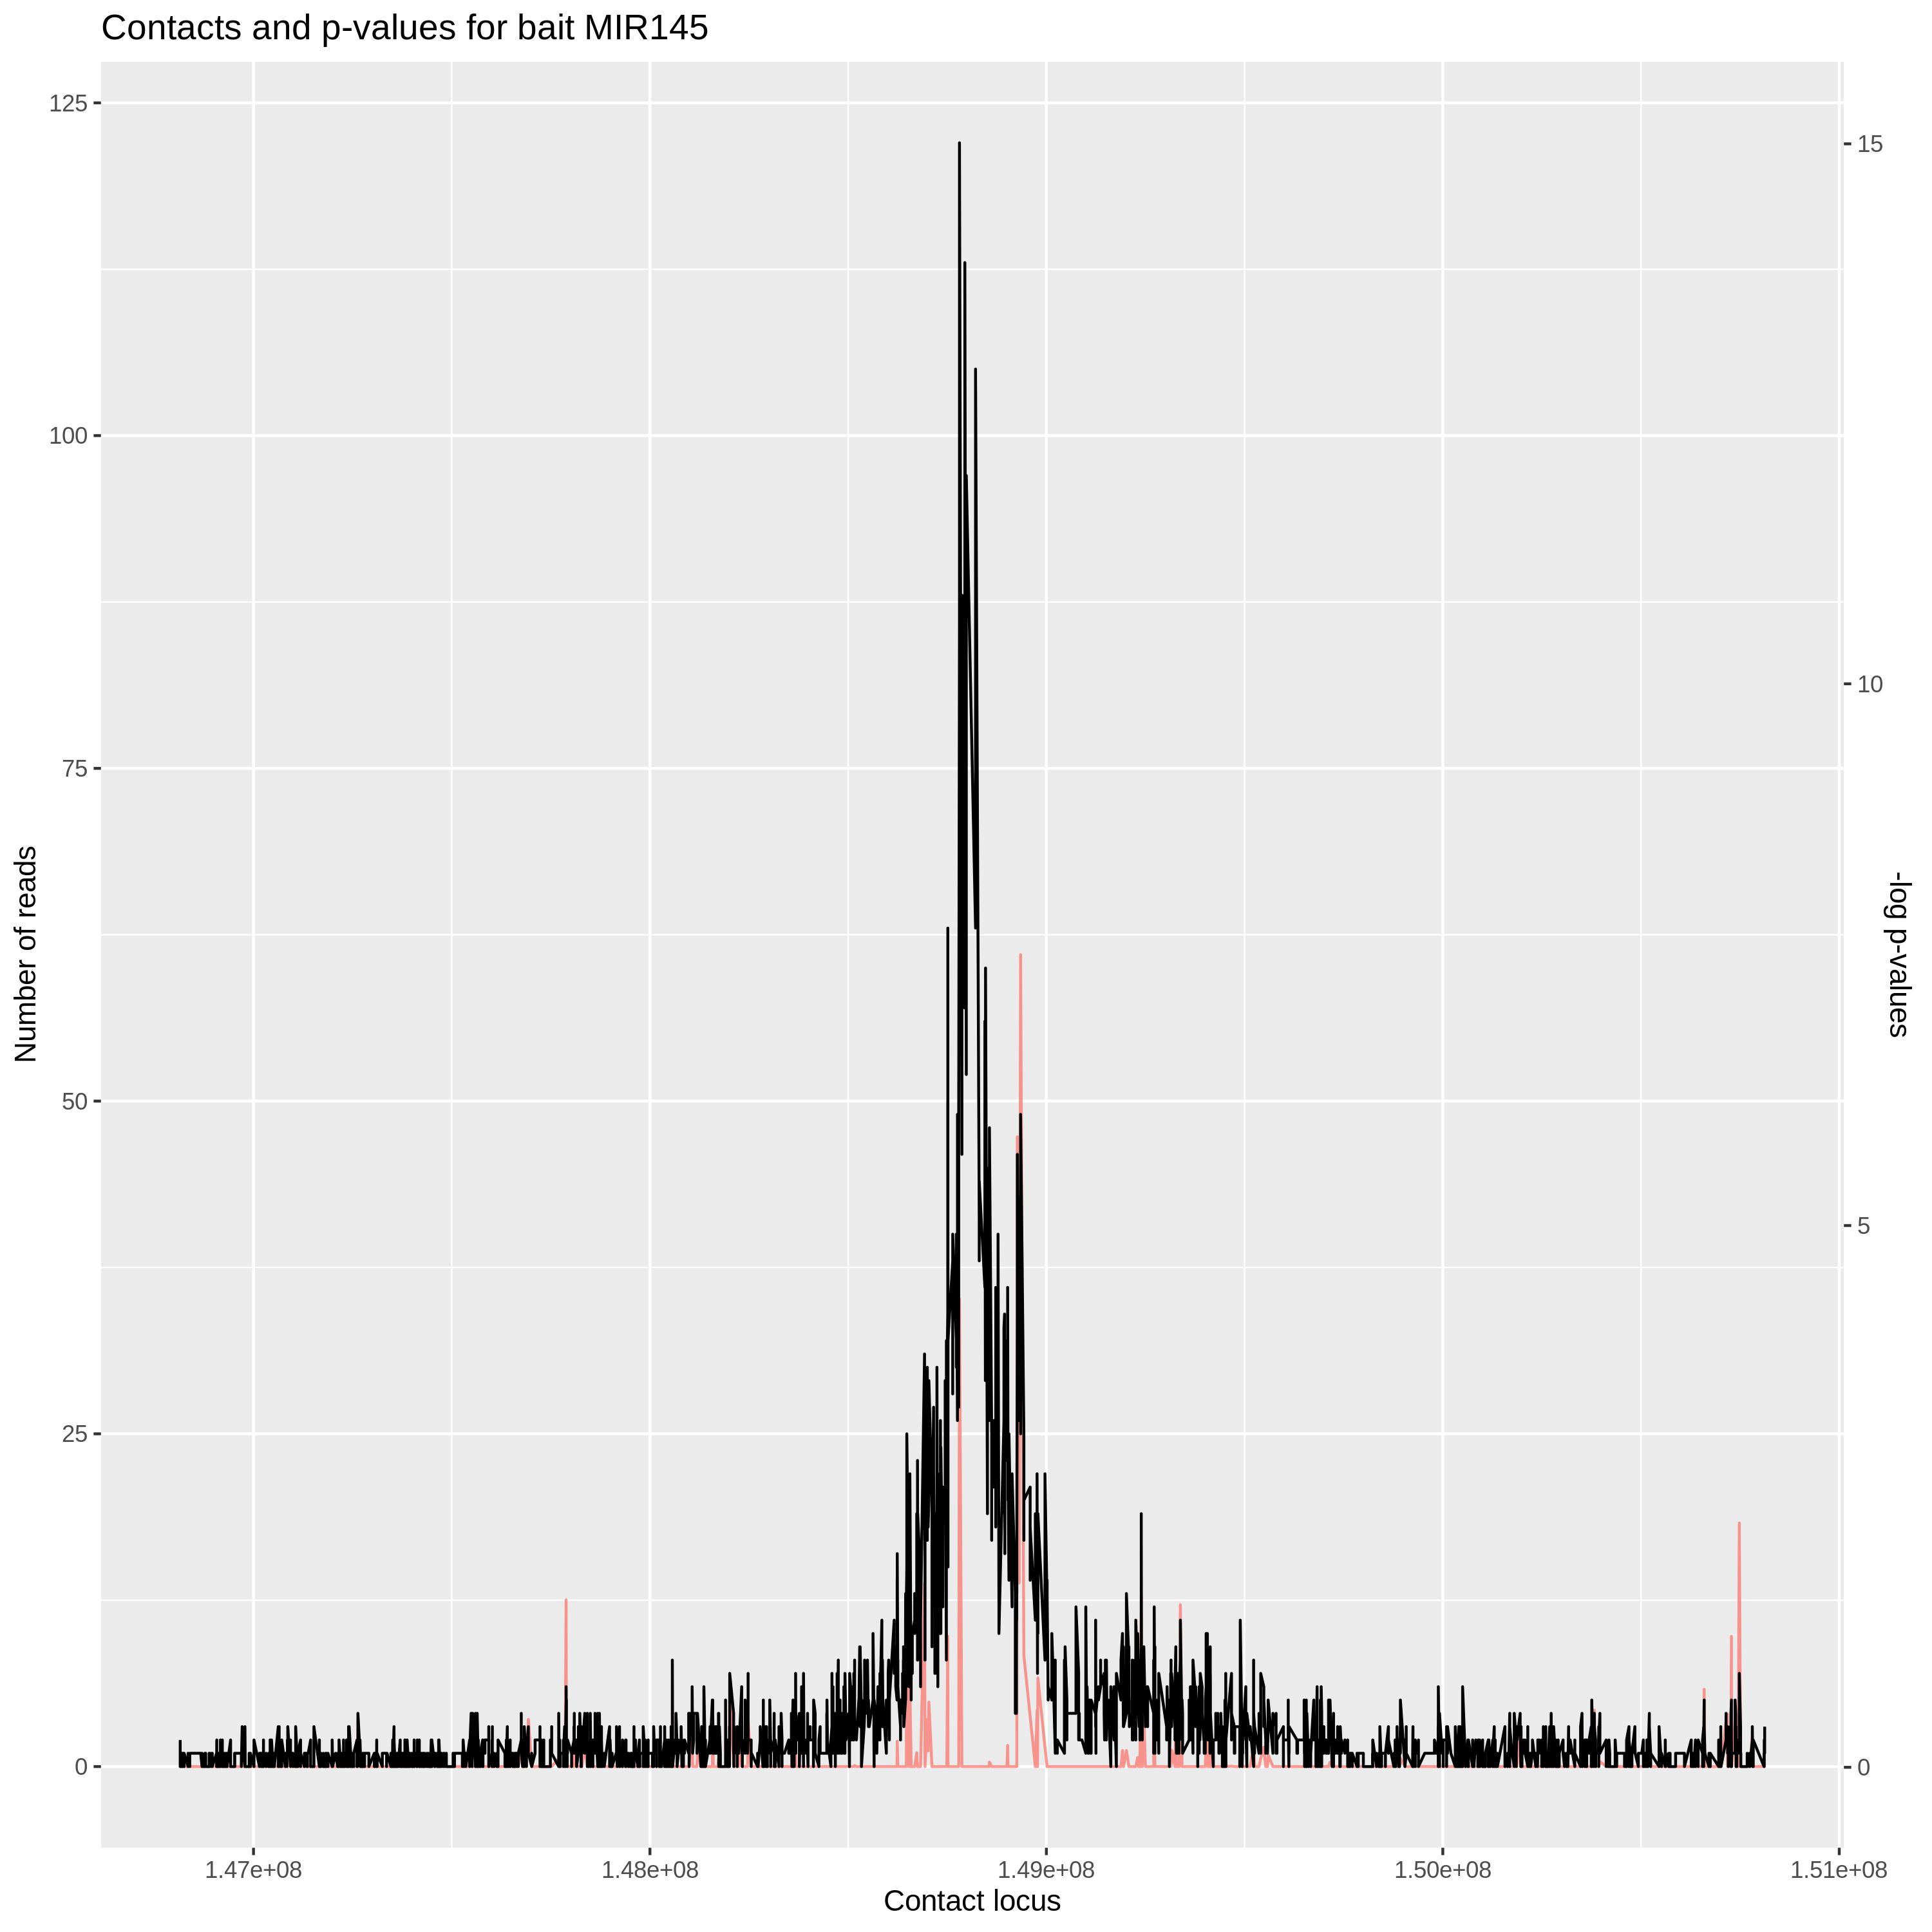 Contacts and p-values for bait MIR145
125
100
75
50
25
0
Number of reads
15
10
5
0
-log p-values
1.47e+08
1.48e+08
1.49e+08
1.50e+08
1.51e+08
Contact locus